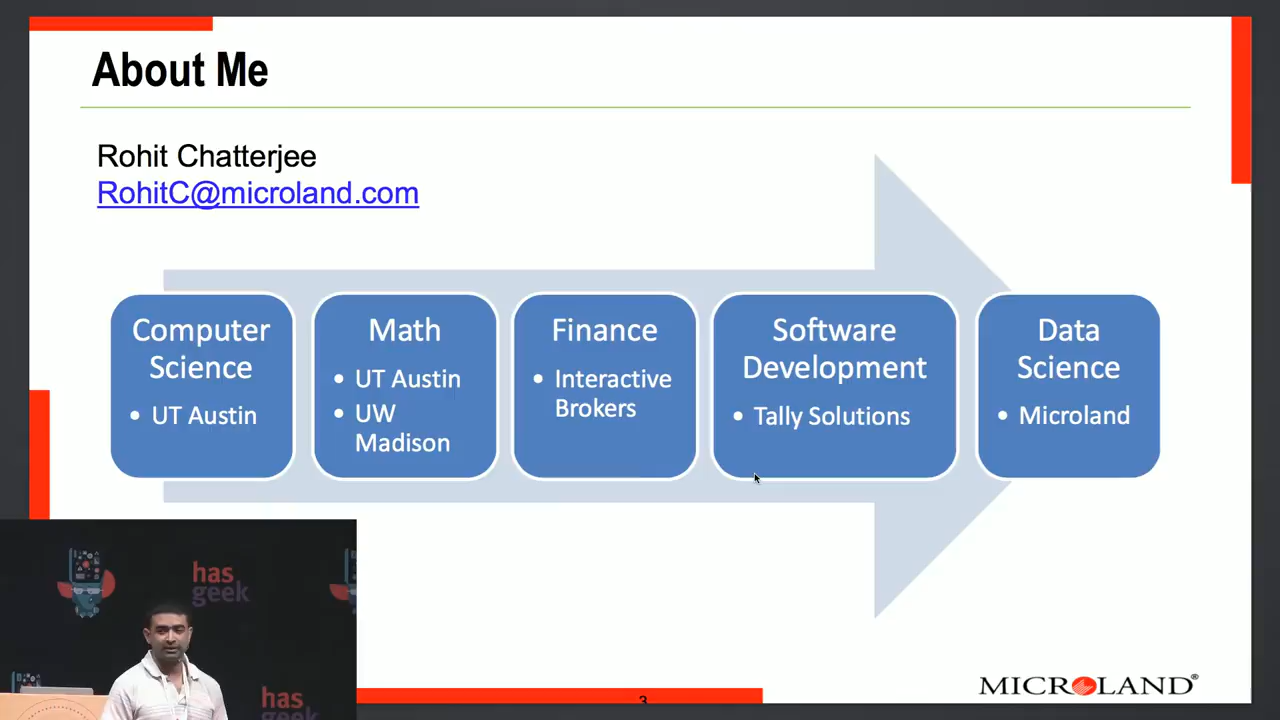 About Me
Rohit Chatterjee
RohitC@microland.com
Computer
Science
• UT Austin
Math
• UT Austin
• UW
Madison
Finance
• Interactive
Brokers
Software
Development
• Tally Solutions
Data
Science
• Microland
has
geek
has
geek
3
MICROLAND®